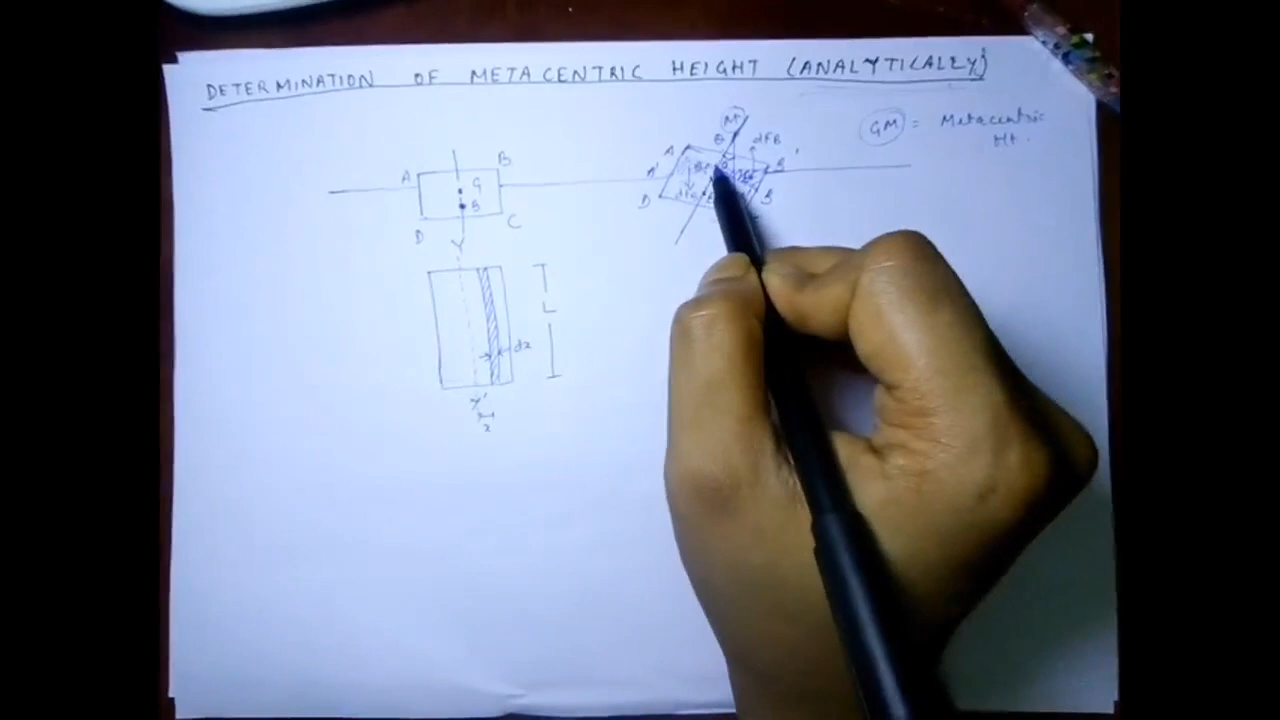 DETERMINATION OF METACENTRIC HEIGHT (ANALYTICALLY)
GM = Metacentric
Ht.
A B
G
B
D C
Y
L
dx
Y'
x
M
θ dFB
A B'
A'
D B